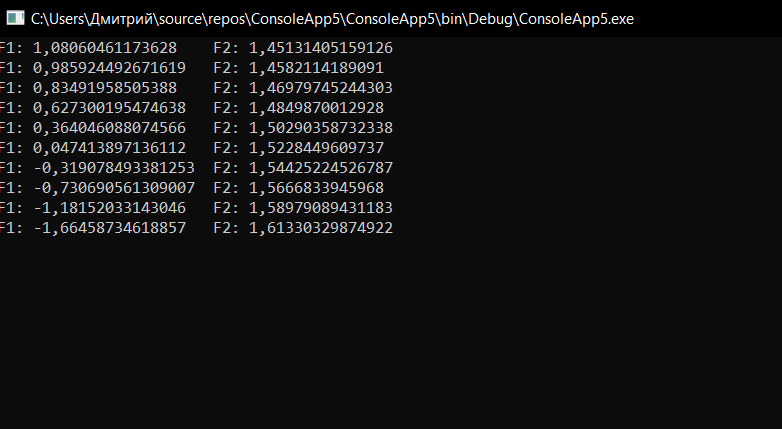 C:\Users\Дмитрий\source\repos\ConsoleApp5\ConsoleApp5\bin\Debug\ConsoleApp5.exe
F1: 1,08060461173628    F2: 1,45131405159126
F1: 0,985924492671619   F2: 1,4582114189091
F1: 0,83491958505388    F2: 1,46979745244303
F1: 0,627300195474638   F2: 1,4849870012928
F1: 0,364046088074566   F2: 1,50290358732338
F1: 0,047413897136112   F2: 1,5228449609737
F1: -0,319078493381253  F2: 1,54425224526787
F1: -0,730690561309007  F2: 1,5666833945968
F1: -1,18152033143046   F2: 1,58979089431183
F1: -1,66458734618857   F2: 1,61330329874922